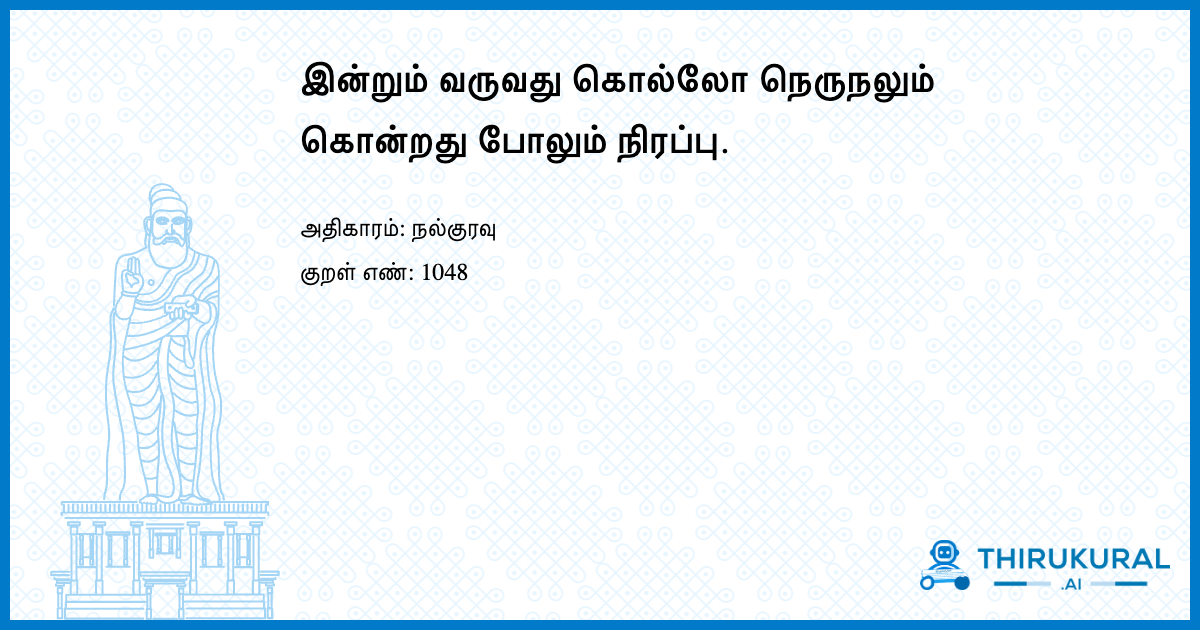 இன்றும் வருவது கொல்லோ நெருநலும்
கொன்றது போலும் நிரப்பு.
அதிகாரம்: நல்குரவு
குறள் எண்: 1048
THIRUKURAL
.AI